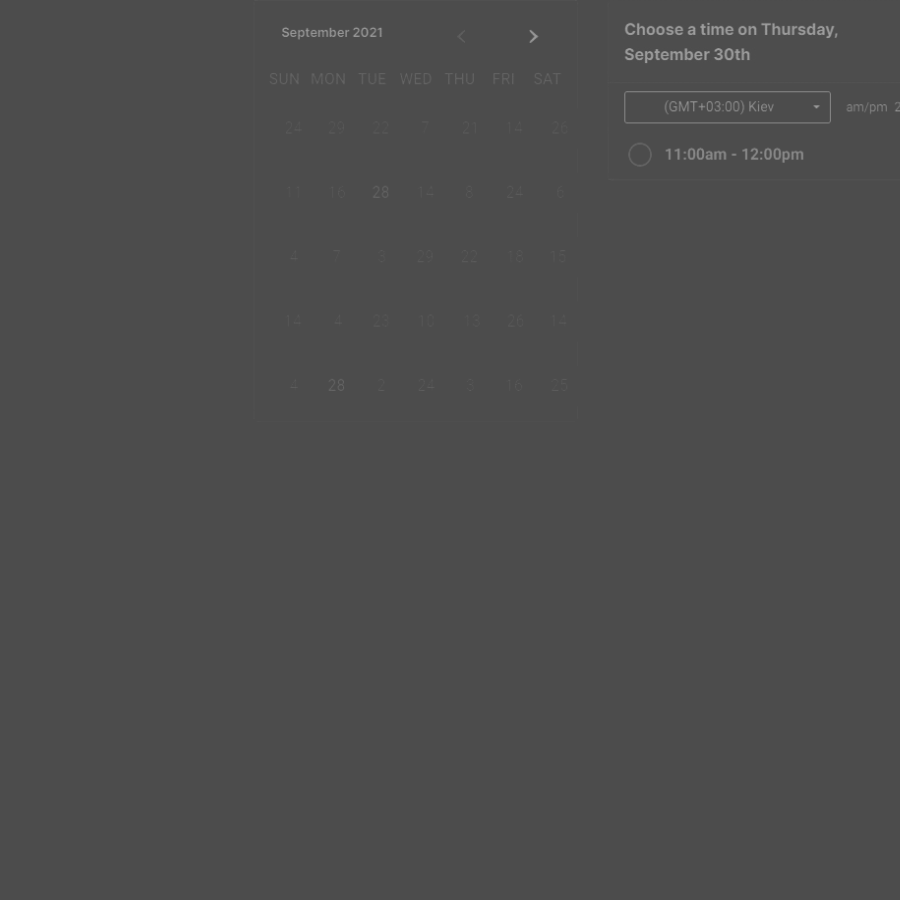 September 2021
SUN MON TUE WED THU FRI SAT
24 29 22 7 21 14 26
11 16 28 14 8 24 6
4 7 8 29 22 18 15
14 4 23 10 13 26 14
4 28 2 24 3 16 25
Choose a time on Thursday,
September 30th
(GMT+03:00) Kiev am/pm 2
11:00am - 12:00pm